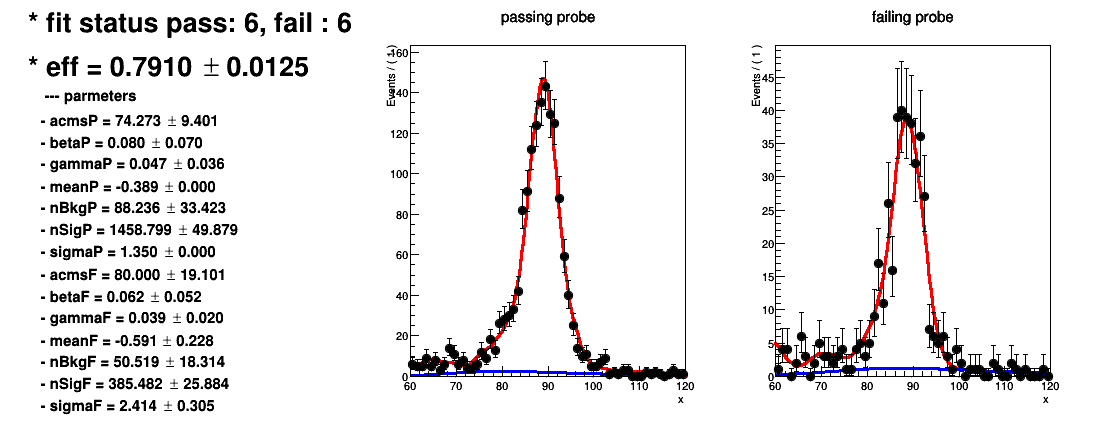 * fit status pass: 6, fail : 6
* eff = 0.7910 ± 0.0125
--- parmeters
- acmsP = 74.273 ± 9.401
- betaP = 0.080 ± 0.070
- gammaP = 0.047 ± 0.036
- meanP = -0.389 ± 0.000
- nBkgP = 88.236 ± 33.423
- nSigP = 1458.799 ± 49.879
- sigmaP = 1.350 ± 0.000
- acmsF = 80.000 ± 19.101
- betaF = 0.062 ± 0.052
- gammaF = 0.039 ± 0.020
- meanF = -0.591 ± 0.228
- nBkgF = 50.519 ± 18.314
- nSigF = 385.482 ± 25.884
- sigmaF = 2.414 ± 0.305
passing probe
Events / ( 1 )
160
140
120
100
80
60
40
20
0
60 70 80 90 100 110 120
x
failing probe
Events / ( 1 )
45
40
35
30
25
20
15
10
5
0
60 70 80 90 100 110 120
x